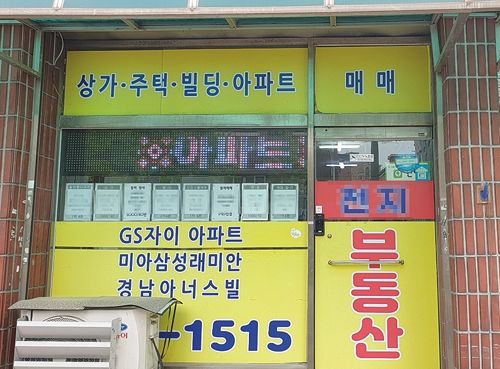 상가·주택·빌딩·아파트
매매
※아파트
렌지
GS자이 아파트
미아삼성래미안
경남아너스빌
부동산
-1515